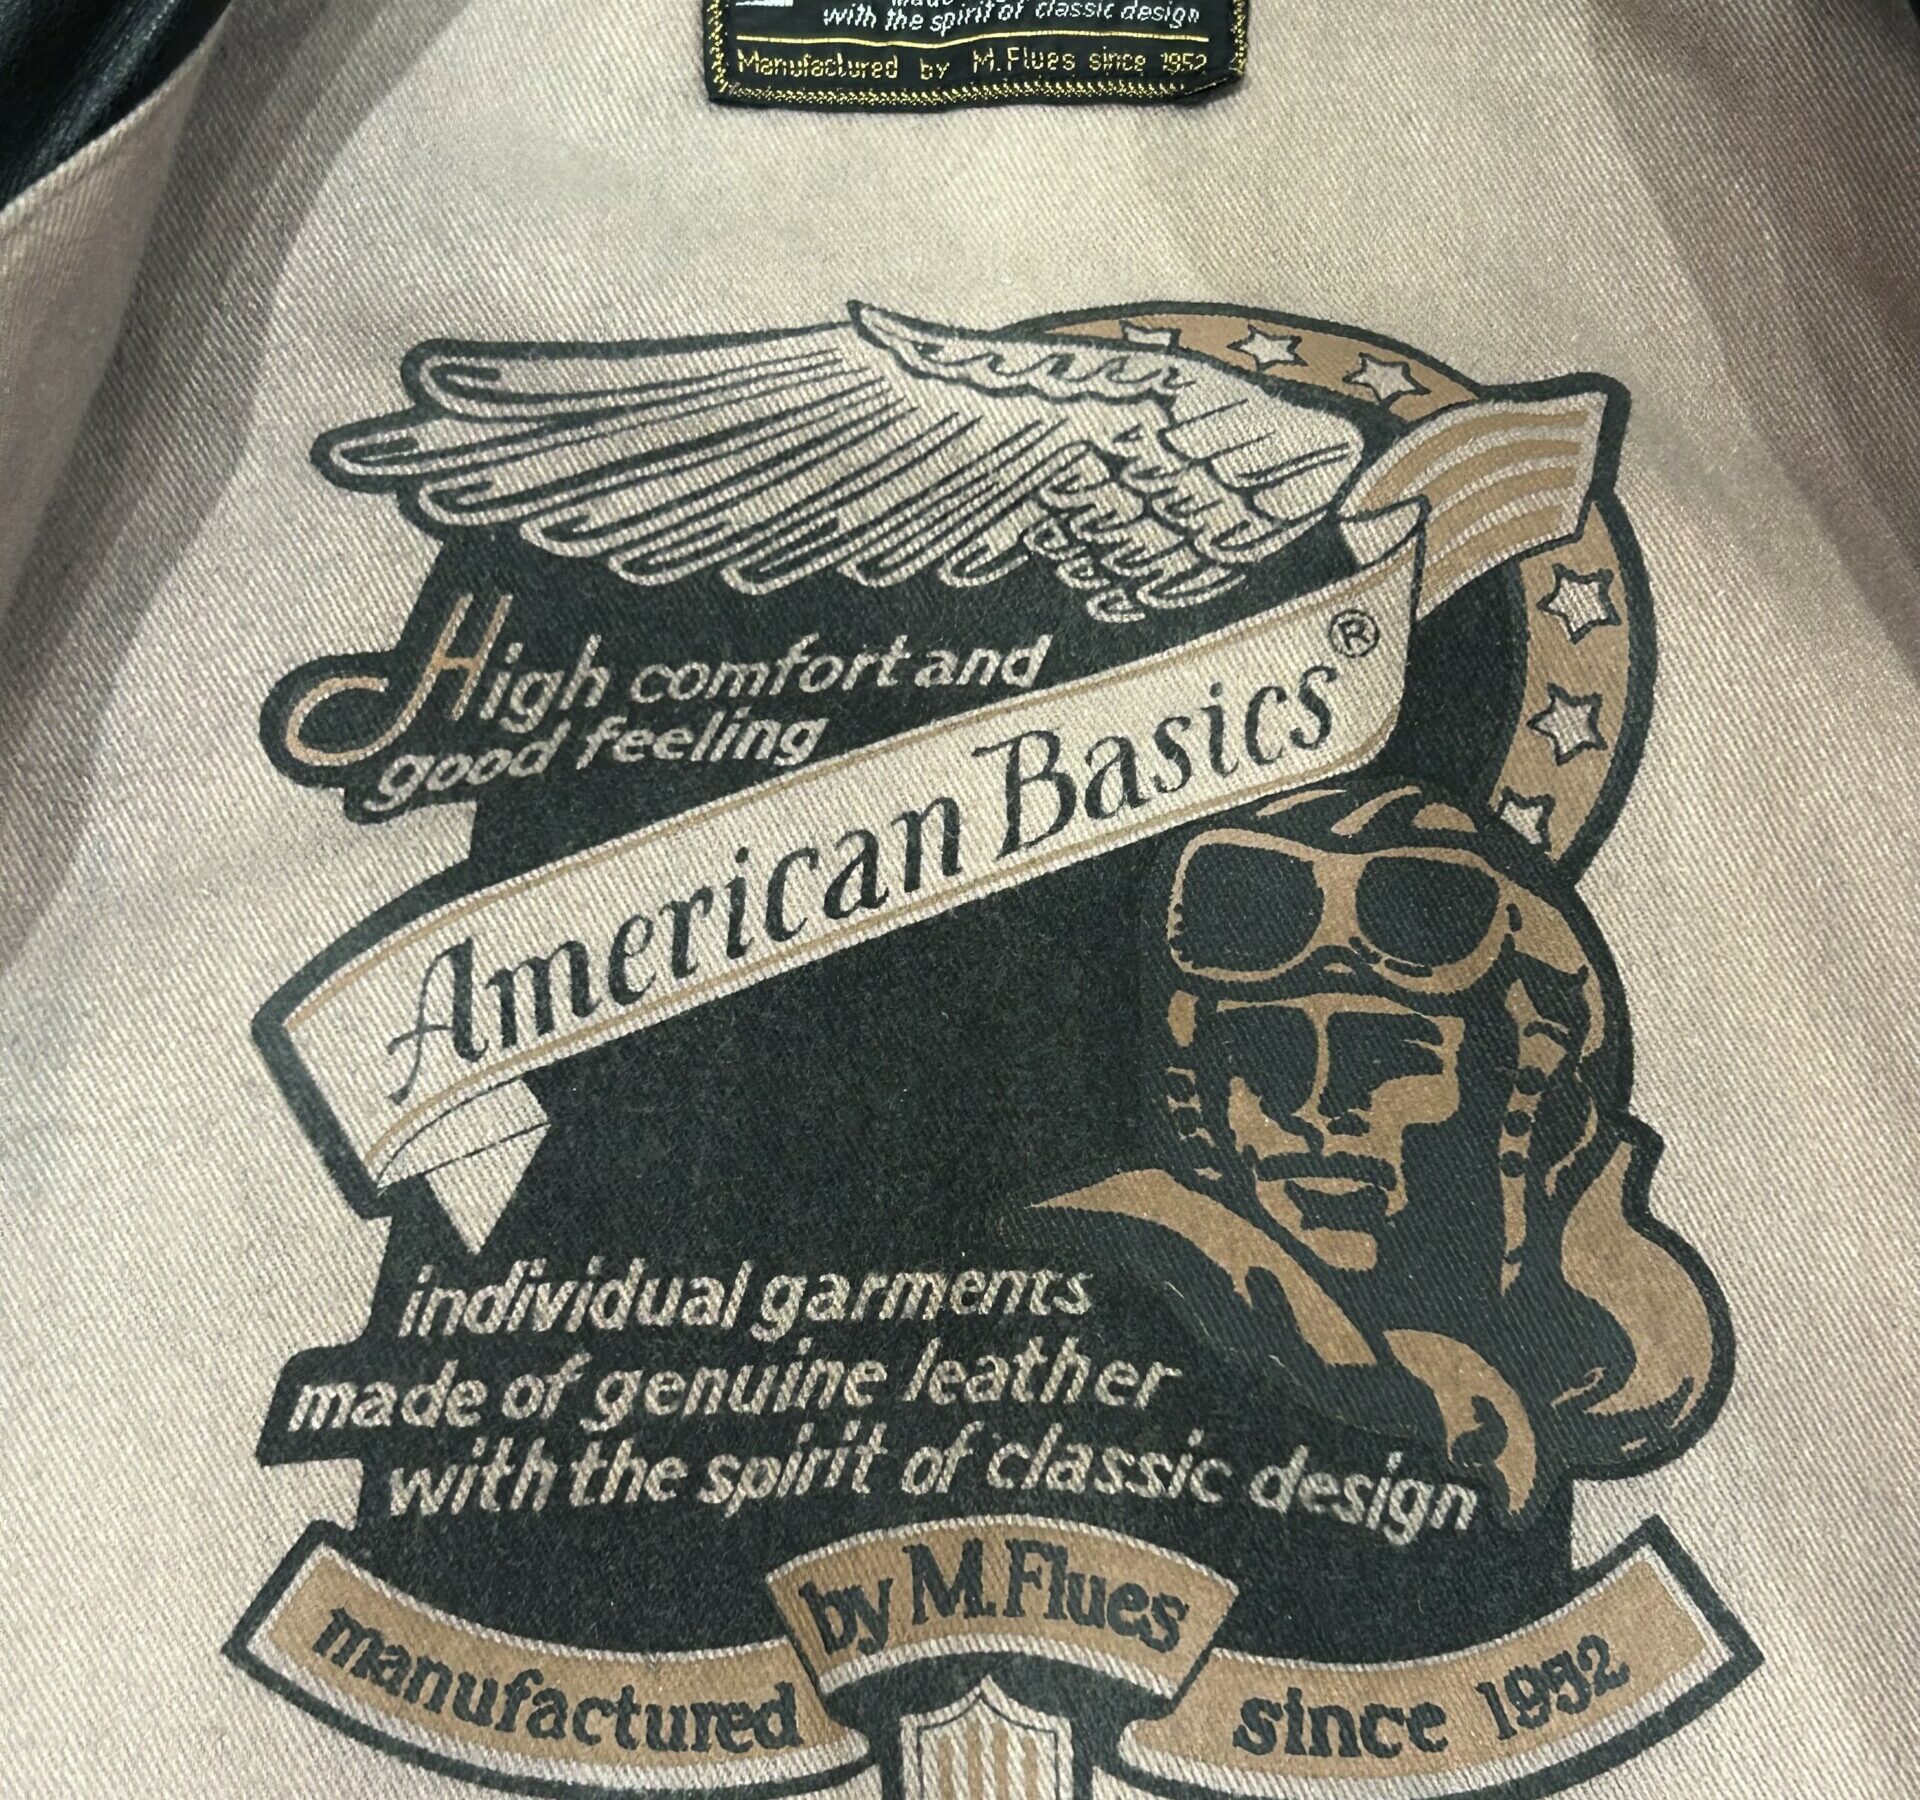 with the spirit of classic design
Manufactured by M.Flues since 1952
High comfort and
good feeling
American Basics®
individual garments
made of genuine leather
with the spirit of classic design
manufactured by M.Flues since 1952